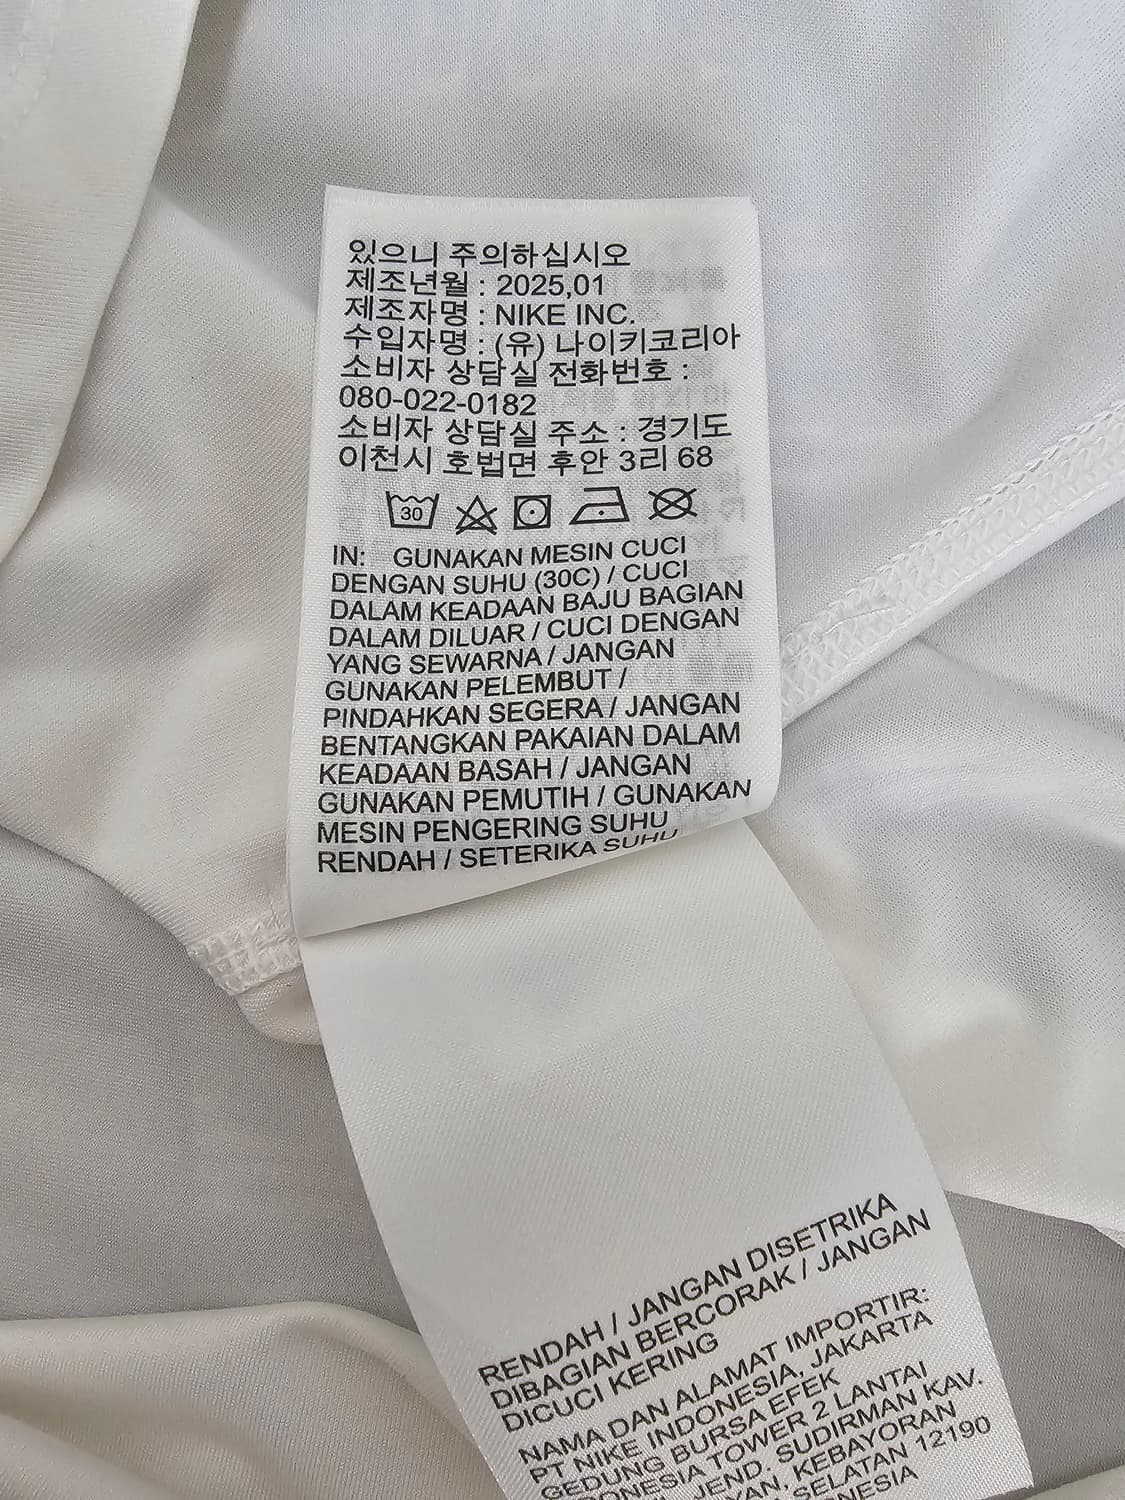 있으니 주의하십시오
제조년월 : 2025,01
제조자명 : NIKE INC.
수입자명 : (유) 나이키코리아
소비자 상담실 전화번호 :
080-022-0182
소비자 상담실 주소 : 경기도
이천시 호법면 후안 3리 68
30
IN: GUNAKAN MESIN CUCI
DENGAN SUHU (30C) / CUCI
DALAM KEADAAN BAJU BAGIAN
DALAM DILUAR / CUCI DENGAN
YANG SEWARNA / JANGAN
GUNAKAN PELEMBUT /
PINDAHKAN SEGERA / JANGAN
BENTANGKAN PAKAIAN DALAM
KEADAAN BASAH / JANGAN
GUNAKAN PEMUTIH / GUNAKAN
MESIN PENGERING SUHU
RENDAH / SETERIKA SUHU
RENDAH / JANGAN DISETRIKA
DIBAGIAN BERCORAK / JANGAN
DICUCI KERING
NAMA DAN ALAMAT IMPORTIR:
PT NIKE INDONESIA, JAKARTA
GEDUNG BURSA EFEK
TOWER 2 LANTAI
JEND. SUDIRMAN KAV.
KEBAYORAN
SELATAN 12190